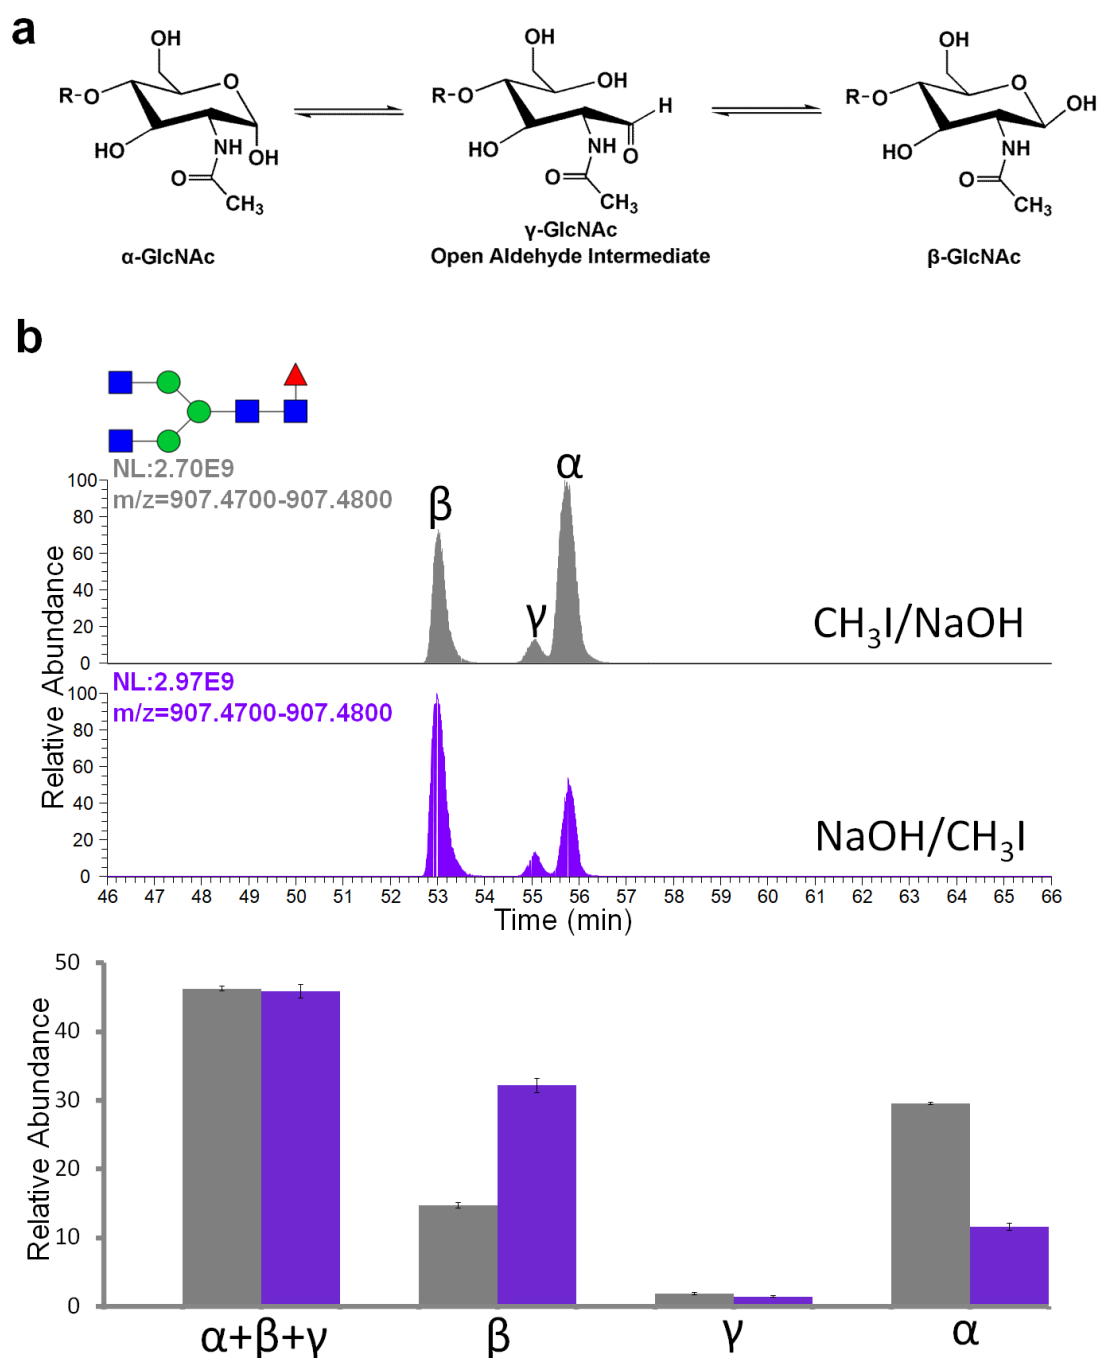 a
OH
R-O
O
HO
NH
OH
O
CH₃
α-GlcNAc
OH
R-O
OH
HO
NH
H
O
O
CH₃
γ-GlcNAc
Open Aldehyde Intermediate
OH
R-O
O
OH
HO
NH
O
CH₃
β-GlcNAc
b
NL:2.70E9
m/z=907.4700-907.4800
β
γ
α
CH₃I/NaOH
100
80
60
40
20
0
Relative Abundance
NL:2.97E9
m/z=907.4700-907.4800
NaOH/CH₃I
100
80
60
40
20
0
46 47 48 49 50 51 52 53 54 55 56 57 58 59 60 61 62 63 64 65 66
Time (min)
Relative Abundance
50
40
30
20
10
0
α+β+γ β γ α